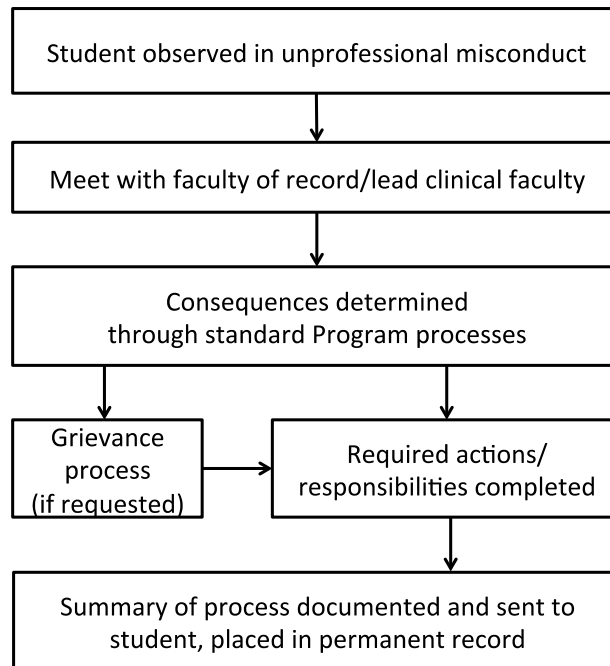 Student observed in unprofessional misconduct
Meet with faculty of record/lead clinical faculty
Consequences determined
through standard Program processes
Grievance
process
(if requested)
Required actions/
responsibilities completed
Summary of process documented and sent to
student, placed in permanent record